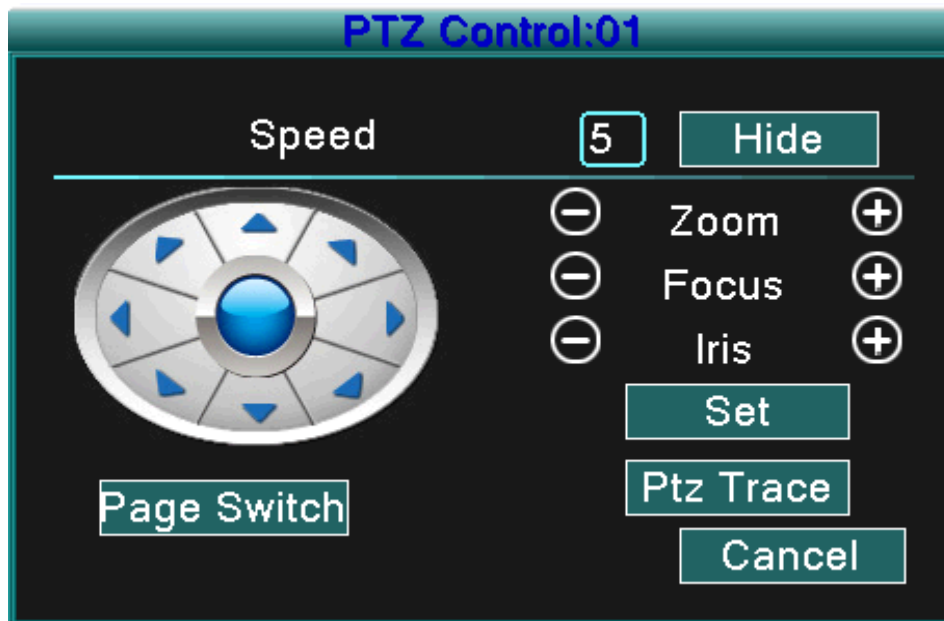 PTZ Control:01
Speed 5 Hide
Zoom
Focus
Iris
Set
Page Switch
Ptz Trace
Cancel